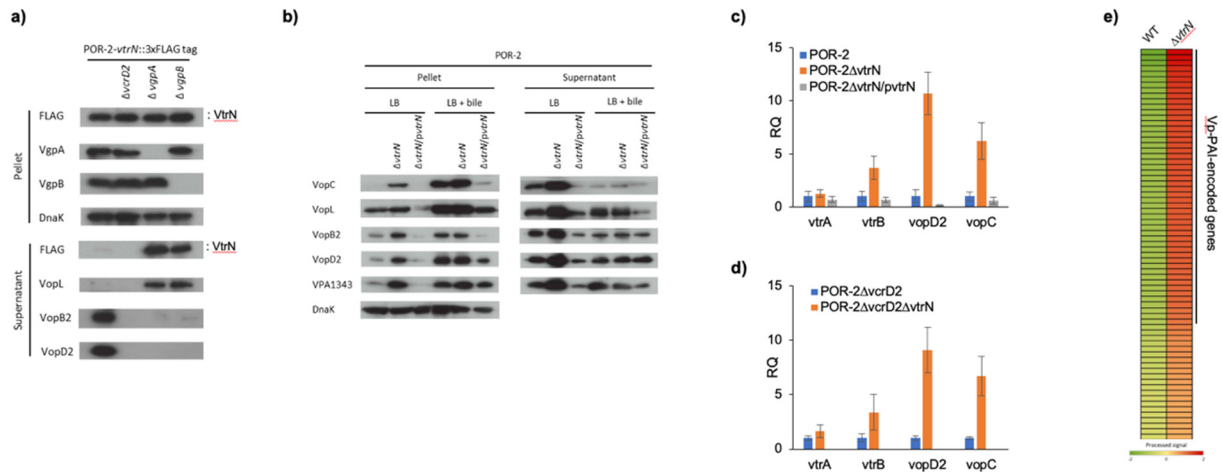 a)
POR-2-vtrN::3xFLAG tag
ΔvcrD2
Δ vgpA
Δ vgpB
Pellet
FLAG
: VtrN
VgpA
VgpB
DnaK
Supernatant
FLAG
: VtrN
VopL
VopB2
VopD2
b)
POR-2
Pellet
Supernatant
LB
LB + bile
LB
LB + bile
ΔvtrN
ΔvtrN/pvtrN
ΔvtrN
ΔvtrN/pvtrN
ΔvtrN
ΔvtrN/pvtrN
ΔvtrN
ΔvtrN/pvtrN
VopC
VopL
VopB2
VopD2
VPA1343
DnaK
c)
POR-2
POR-2ΔvtrN
POR-2ΔvtrN/pvtrN
RQ
15
10
5
0
vtrA vtrB vopD2 vopC
d)
POR-2ΔvcrD2
POR-2ΔvcrD2ΔvtrN
RQ
15
10
5
0
vtrA vtrB vopD2 vopC
e)
WT
ΔvtrN
Vp-PAI-encoded genes
Processed signal
-2 0 2